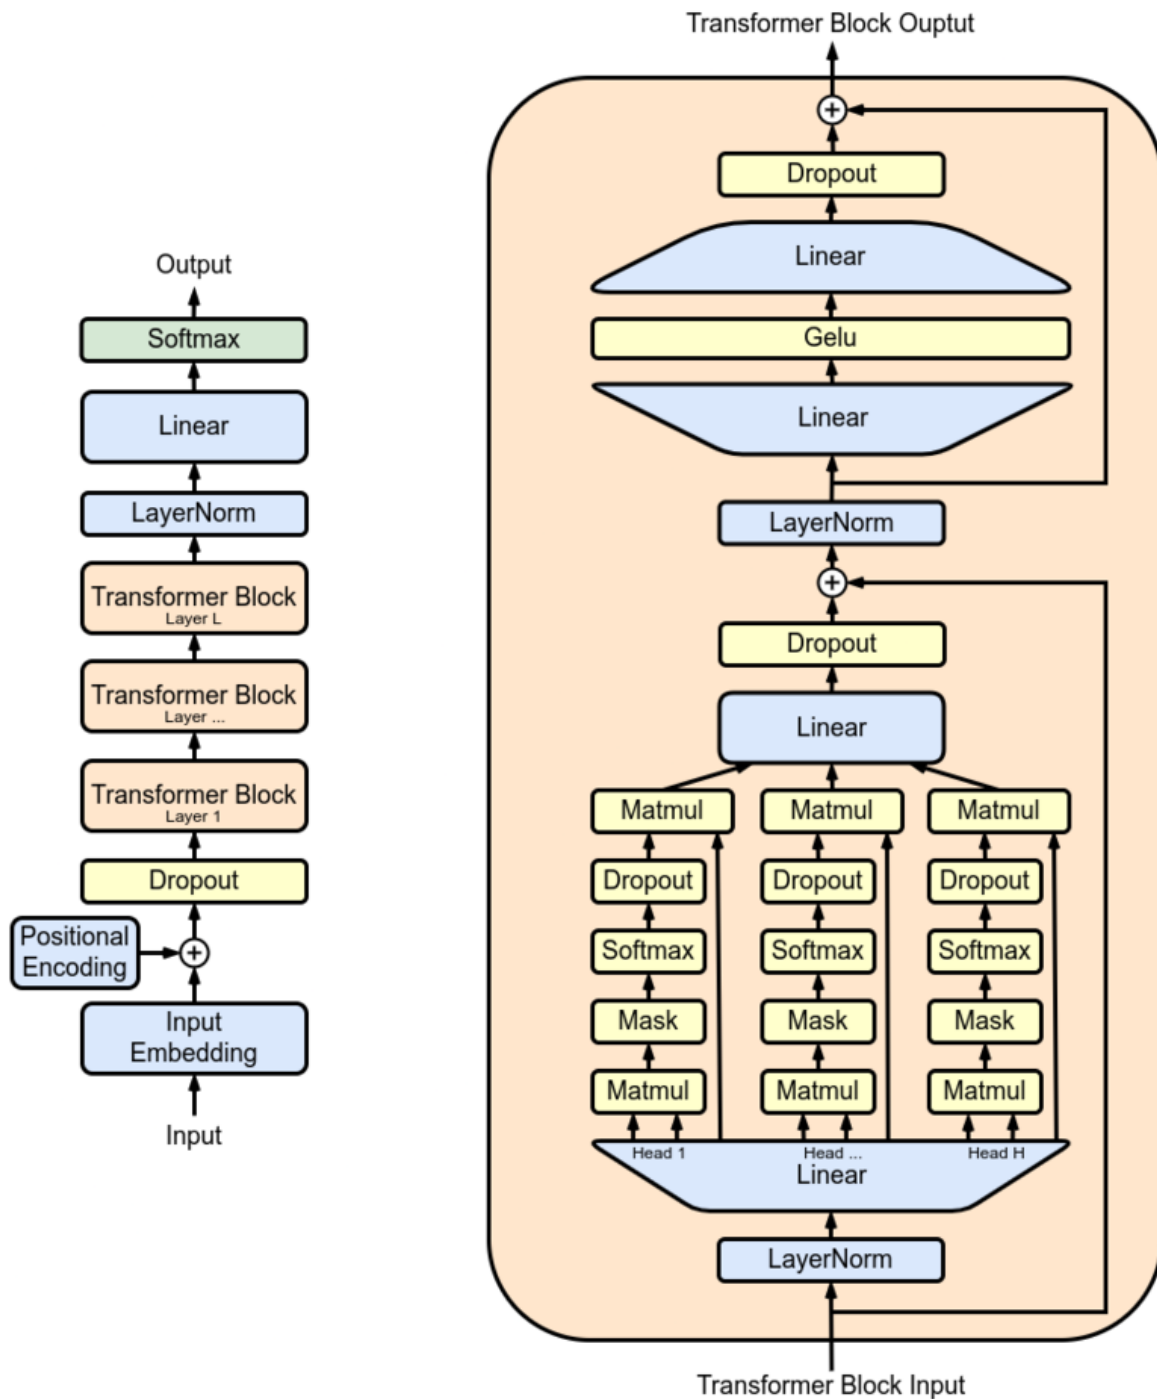 Output
Softmax
Linear
LayerNorm
Transformer Block
Layer L
Transformer Block
Layer ...
Transformer Block
Layer 1
Dropout
Positional
Encoding
Input
Embedding
Input
Transformer Block Ouptut
Dropout
Linear
Gelu
Linear
LayerNorm
Dropout
Linear
Matmul Matmul Matmul
Dropout Dropout Dropout
Softmax Softmax Softmax
Mask Mask Mask
Matmul Matmul Matmul
Head 1 Head ... Head H
Linear
LayerNorm
Transformer Block Input